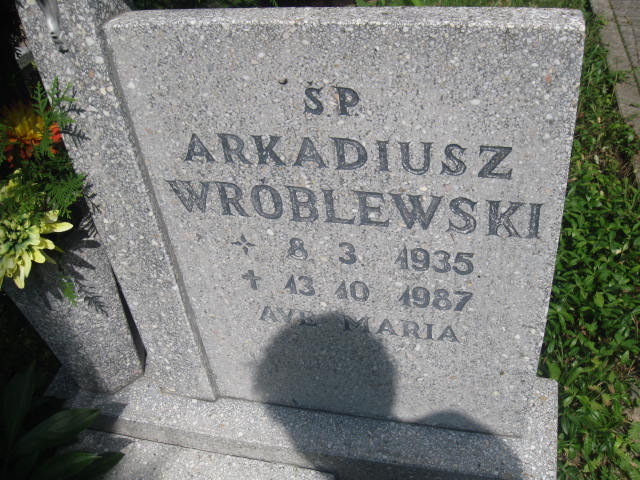 ŚP.
ARKADIUSZ
WRÓBLEWSKI
8. 3. 1935
13. 10. 1987
AVE MARIA